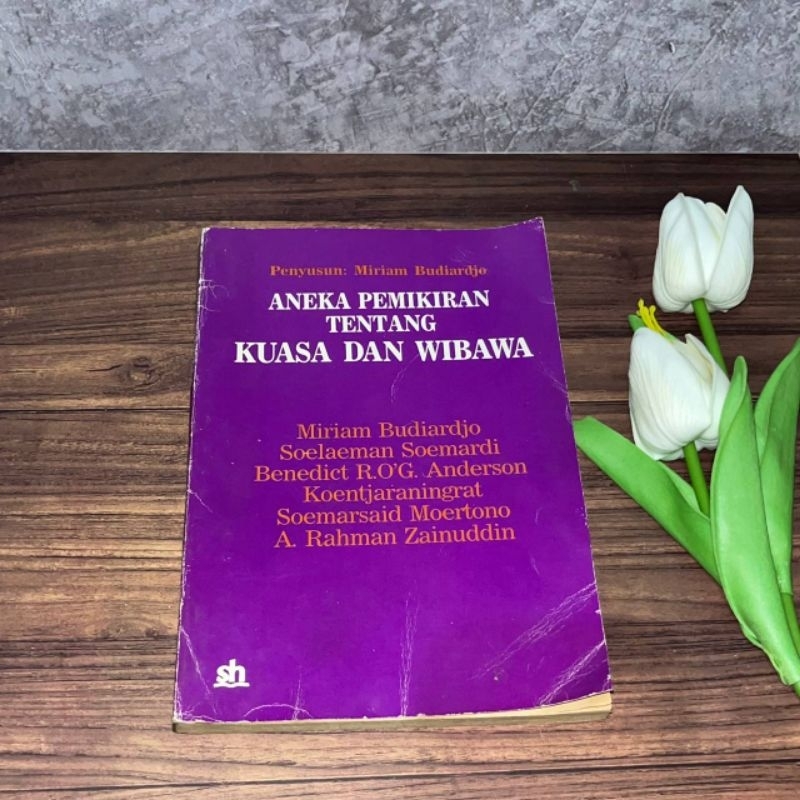 Penyusun: Miriam Budiardjo
ANEKA PEMIKIRAN
TENTANG
KUASA DAN WIBAWA
Miriam Budiardjo
Soelaeman Soemardi
Benedict R.O'G. Anderson
Koentjaraningrat
Soemarsaid Moertono
A. Rahman Zainuddin
sh